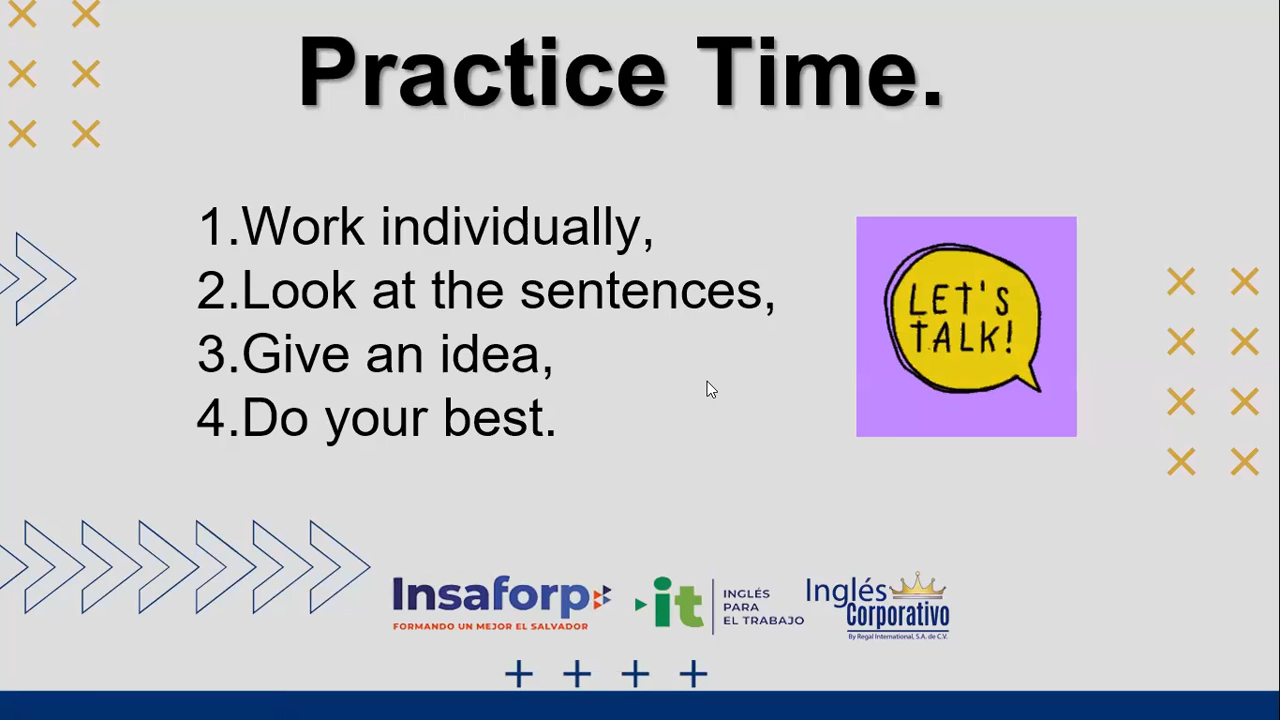 Practice Time.
1.Work individually,
2.Look at the sentences,
3.Give an idea,
4.Do your best.
LET'S
TALK!
Insaforp
FORMANDO UN MEJOR EL SALVADOR
it
INGLÉS
PARA
EL TRABAJO
Inglés
Corporativo
By Regal International, S.A. de C.V.